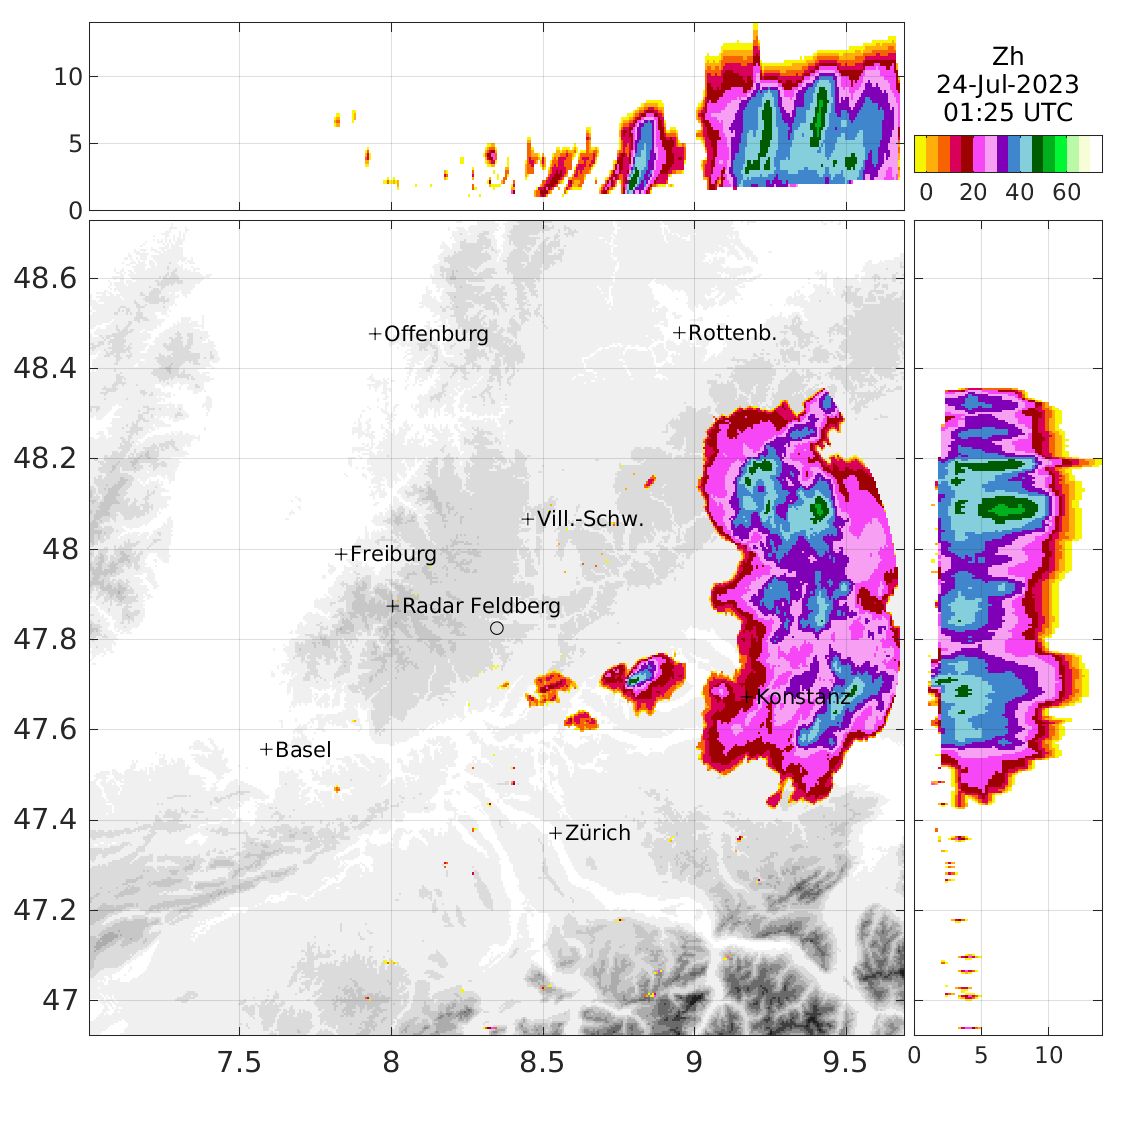 10
5
0
Zh
24-Jul-2023
01:25 UTC
0 20 40 60
48.6
48.4
48.2
48
47.8
47.6
47.4
47.2
47
Offenburg
Rottenb.
Vill.-Schw.
Freiburg
Radar Feldberg
Konstanz
Basel
Zürich
7.5 8 8.5 9 9.5
0 5 10